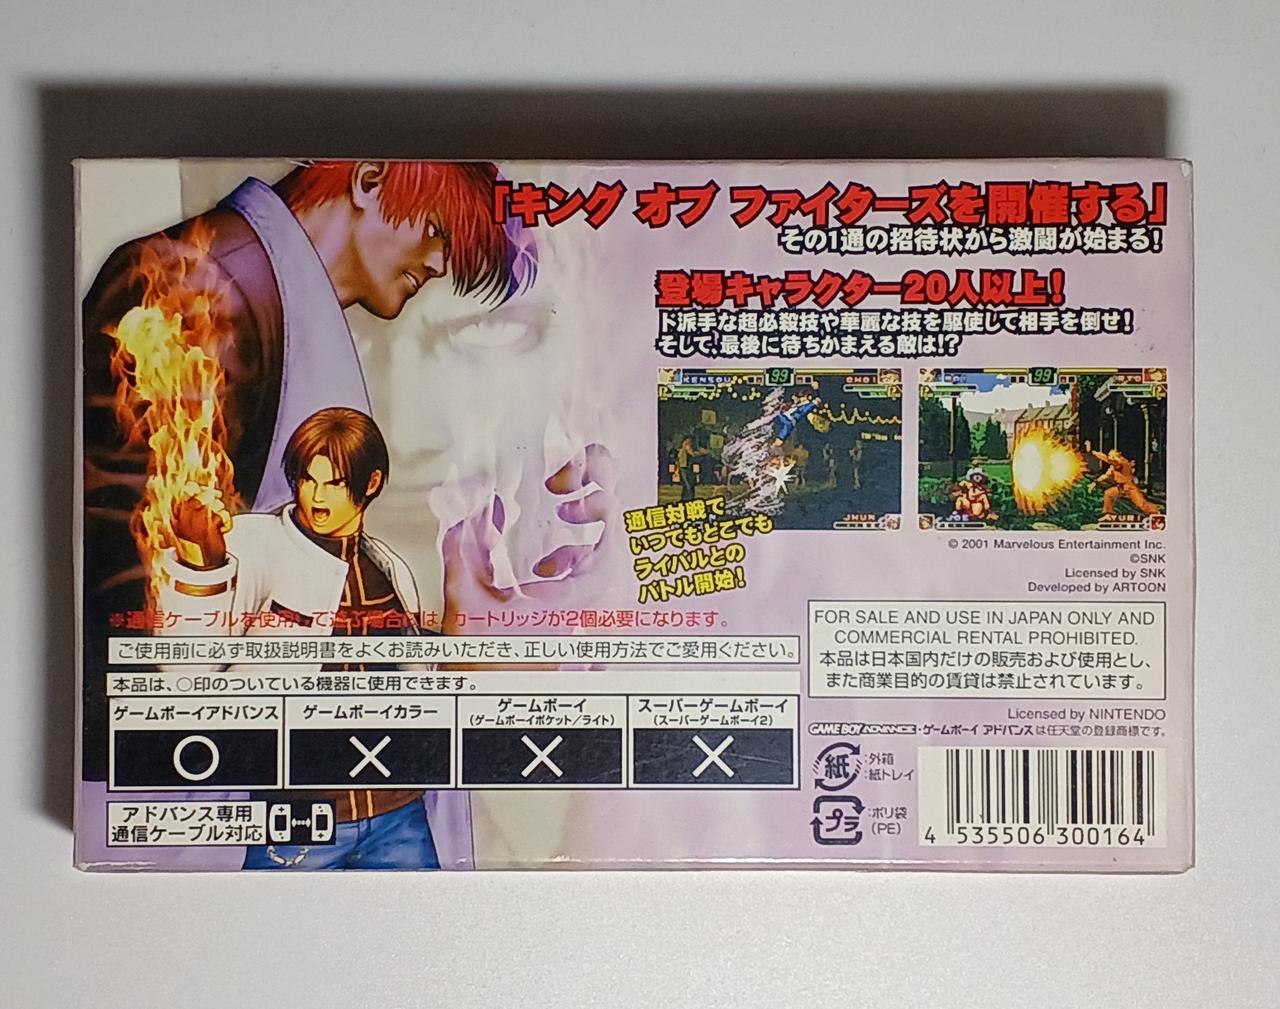 「キング オブ ファイターズを開催する」
その1通の招待状から激闘が始まる!
登場キャラクター20人以上!
ド派手な超必殺技や華麗な技を駆使して相手を倒せ!
そして、最後に待ちかまえる敵は!?
KENSOU
99
CHOI
JHUN
99
JOE
YURI
通信対戦で
いつでもどこでも
ライバルとの
バトル開始!
© 2001 Marvelous Entertainment Inc.
©SNK
Licensed by SNK
Developed by ARTOON
※通信ケーブルを使用して遊ぶ場合には、カートリッジが2個必要になります。
ご使用前に必ず取扱説明書をよくお読みいただき、正しい使用方法でご愛用ください。
本品は、○印のついている機器に使用できます。
ゲームボーイアドバンス
ゲームボーイカラー
ゲームボーイ
(ゲームボーイポケット/ライト)
スーパーゲームボーイ
(スーパーゲームボーイ2)
○
×
×
×
アドバンス専用
通信ケーブル対応
FOR SALE AND USE IN JAPAN ONLY AND
COMMERCIAL RENTAL PROHIBITED.
本品は日本国内だけの販売および使用とし、
また商業目的の賃貸は禁止されています。
Licensed by NINTENDO
GAME BOY ADVANCE・ゲームボーイ アドバンスは任天堂の登録商標です。
紙
:外箱
:紙トレイ
プラ
:ポリ袋
(PE)
4 535506 300164